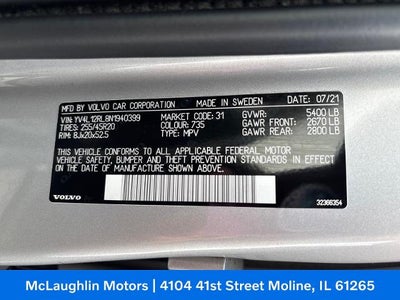 MFD BY VOLVO CAR CORPORATION MADE IN SWEDEN DATE: 07/21
VIN: YV4L12RL8N1940399 MARKET CODE: 31 GVWR: 5400 LB
TIRES: 255/45R20 COLOUR: 735 GAWR FRONT: 2670 LB
RIM: 8Jx20x52.5 TYPE: MPV GAWR REAR: 2800 LB
THIS VEHICLE CONFORMS TO ALL APPLICABLE FEDERAL MOTOR
VEHICLE SAFETY, BUMPER AND THEFT PREVENTION STANDARDS IN EFFECT ON THE
DATE OF MANUFACTURE SHOWN ABOVE.
VOLVO 32366354
McLaughlin Motors | 4104 41st Street Moline, IL 61265